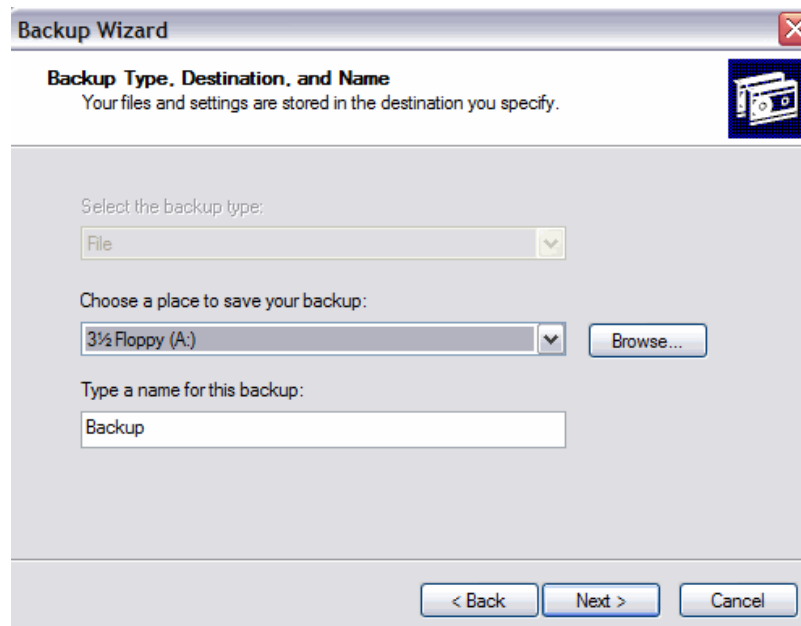 Backup Wizard
Backup Type, Destination, and Name
Your files and settings are stored in the destination you specify.
Select the backup type:
File
Choose a place to save your backup:
3½ Floppy (A:)
Browse...
Type a name for this backup:
Backup
< Back
Next >
Cancel